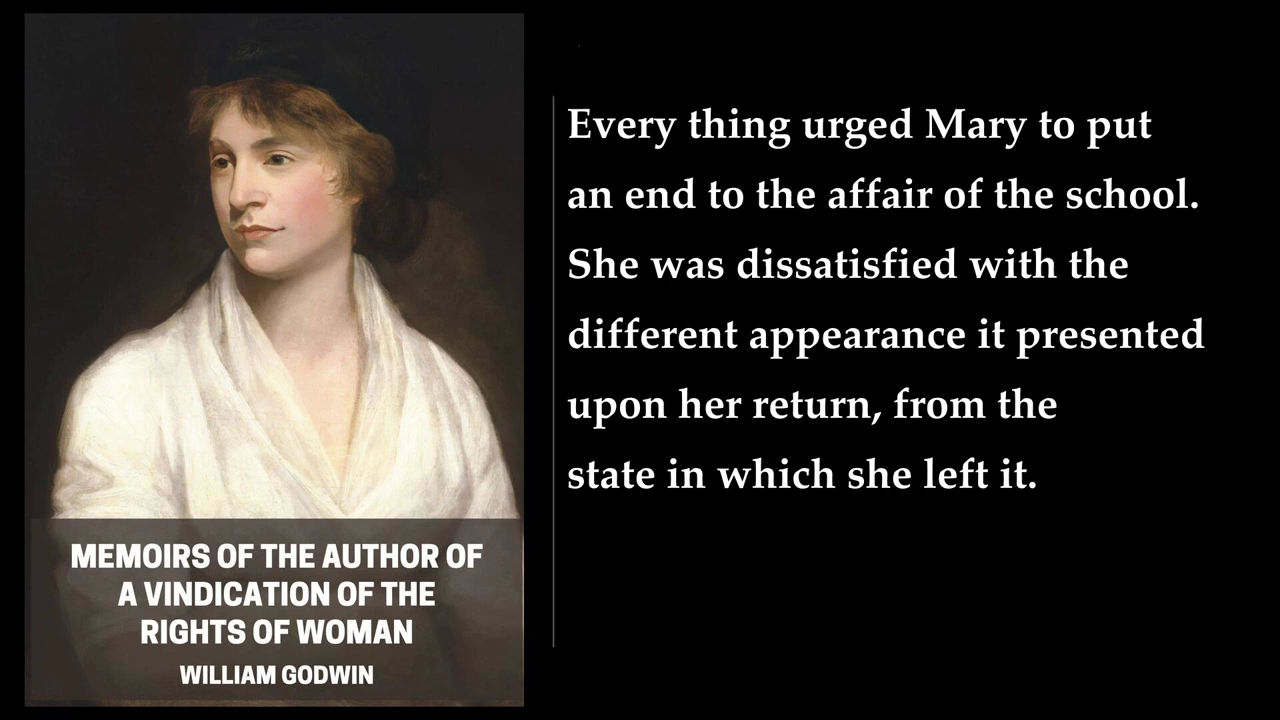 MEMOIRS OF THE AUTHOR OF
A VINDICATION OF THE
RIGHTS OF WOMAN
WILLIAM GODWIN
Every thing urged Mary to put
an end to the affair of the school.
She was dissatisfied with the
different appearance it presented
upon her return, from the
state in which she left it.